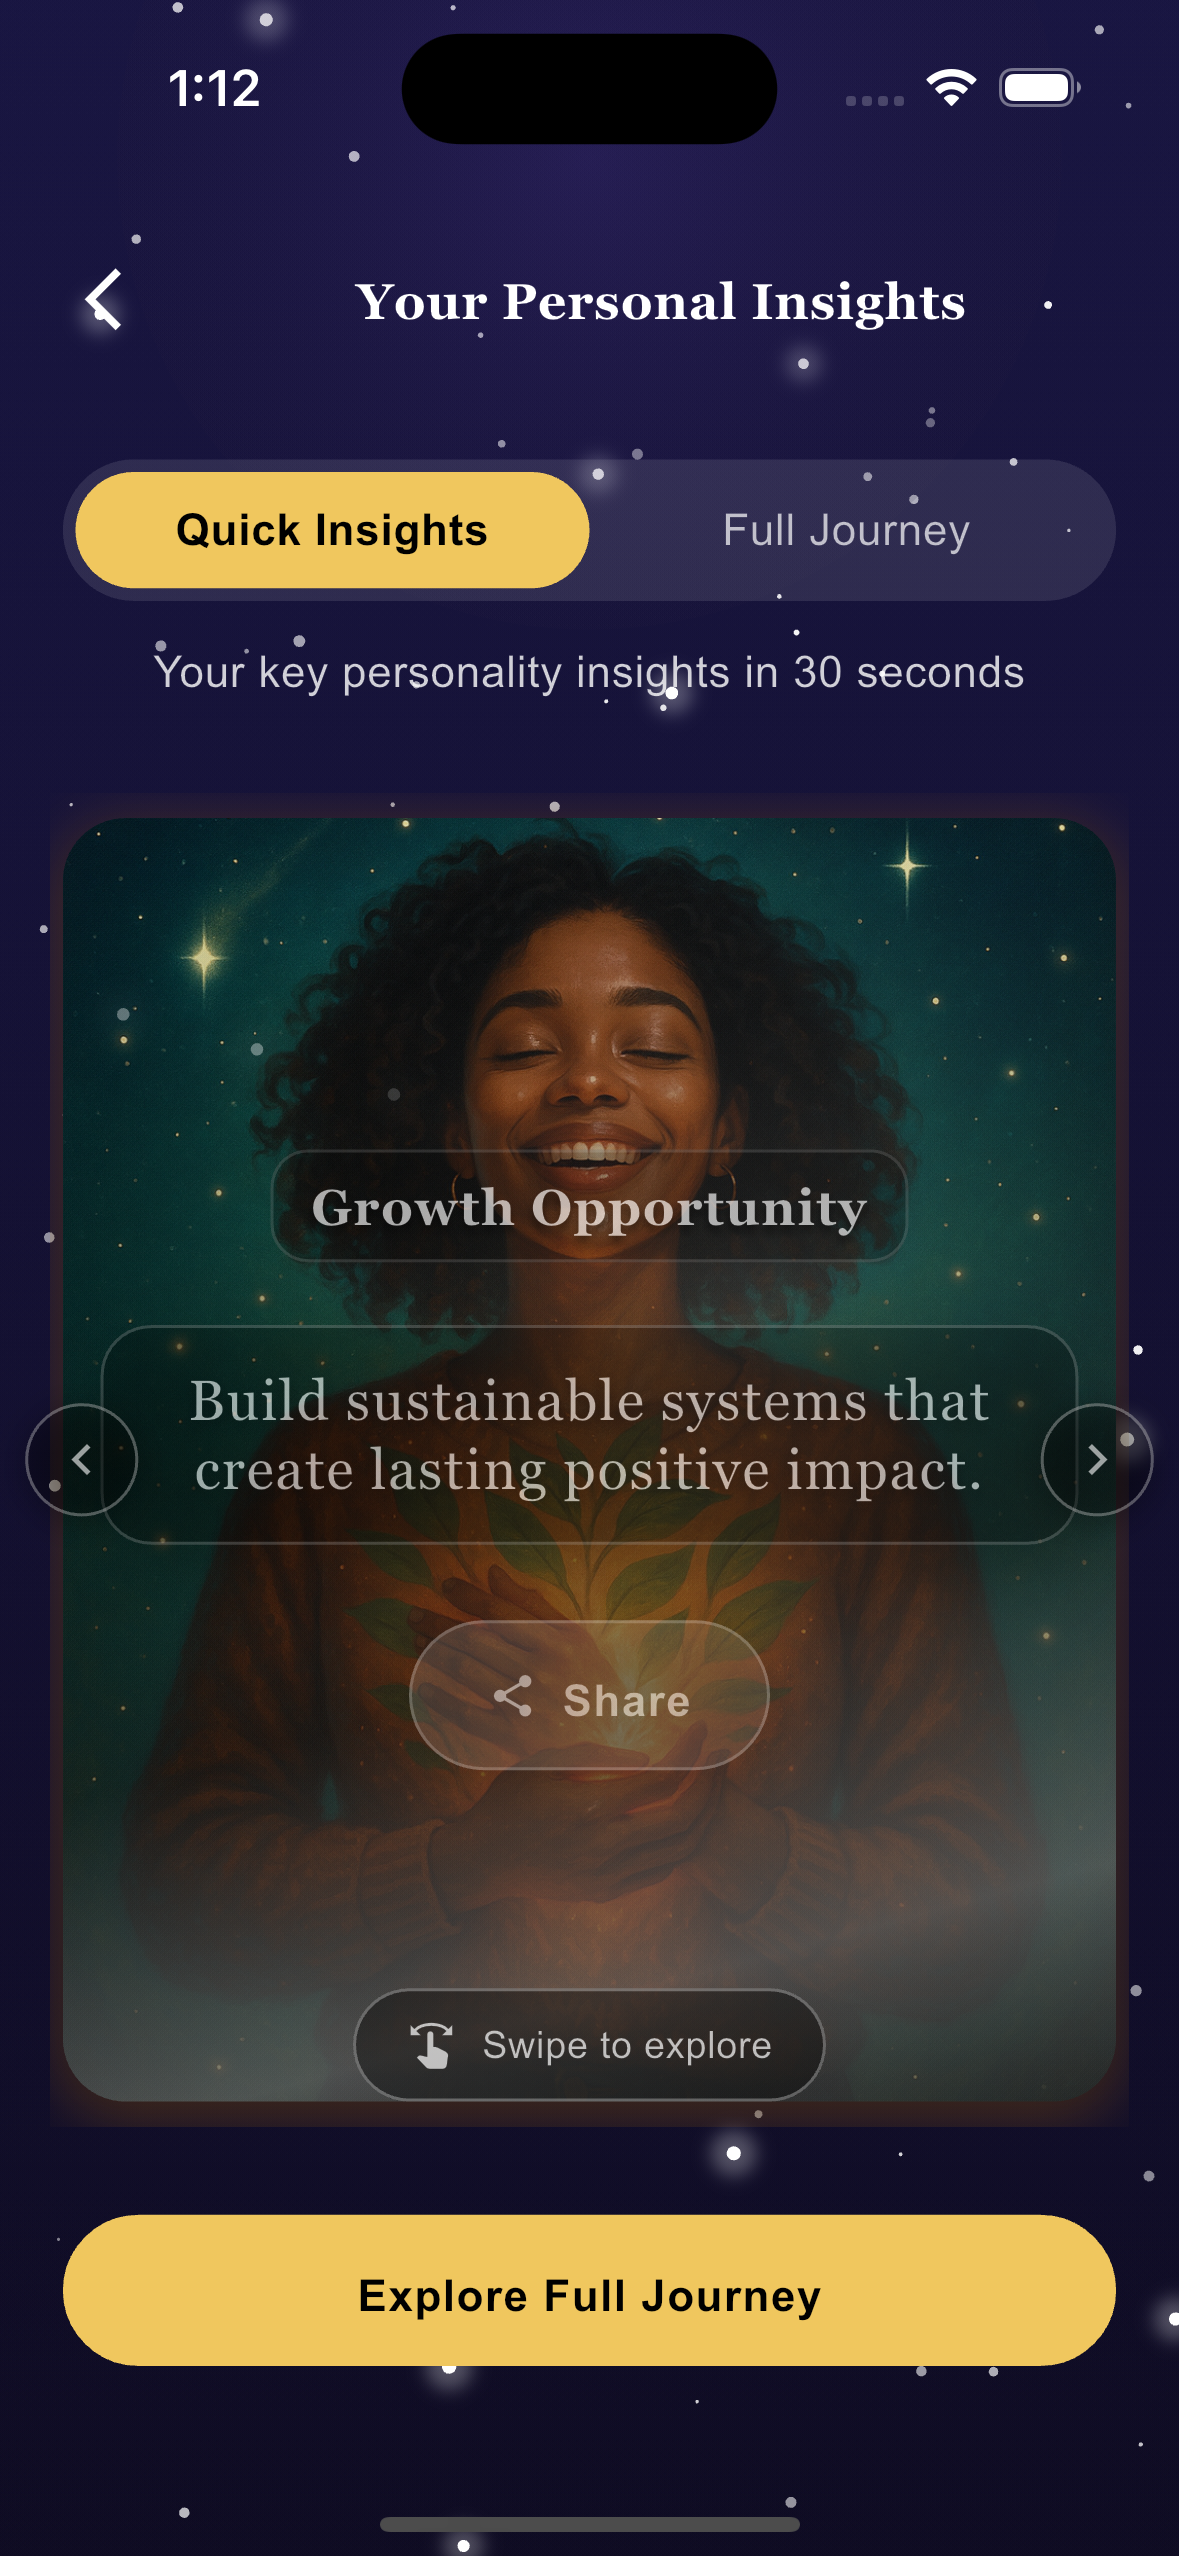 1:12
Your Personal Insights
Quick Insights
Full Journey
Your key personality insights in 30 seconds
Growth Opportunity
Build sustainable systems that
create lasting positive impact.
Share
Swipe to explore
Explore Full Journey